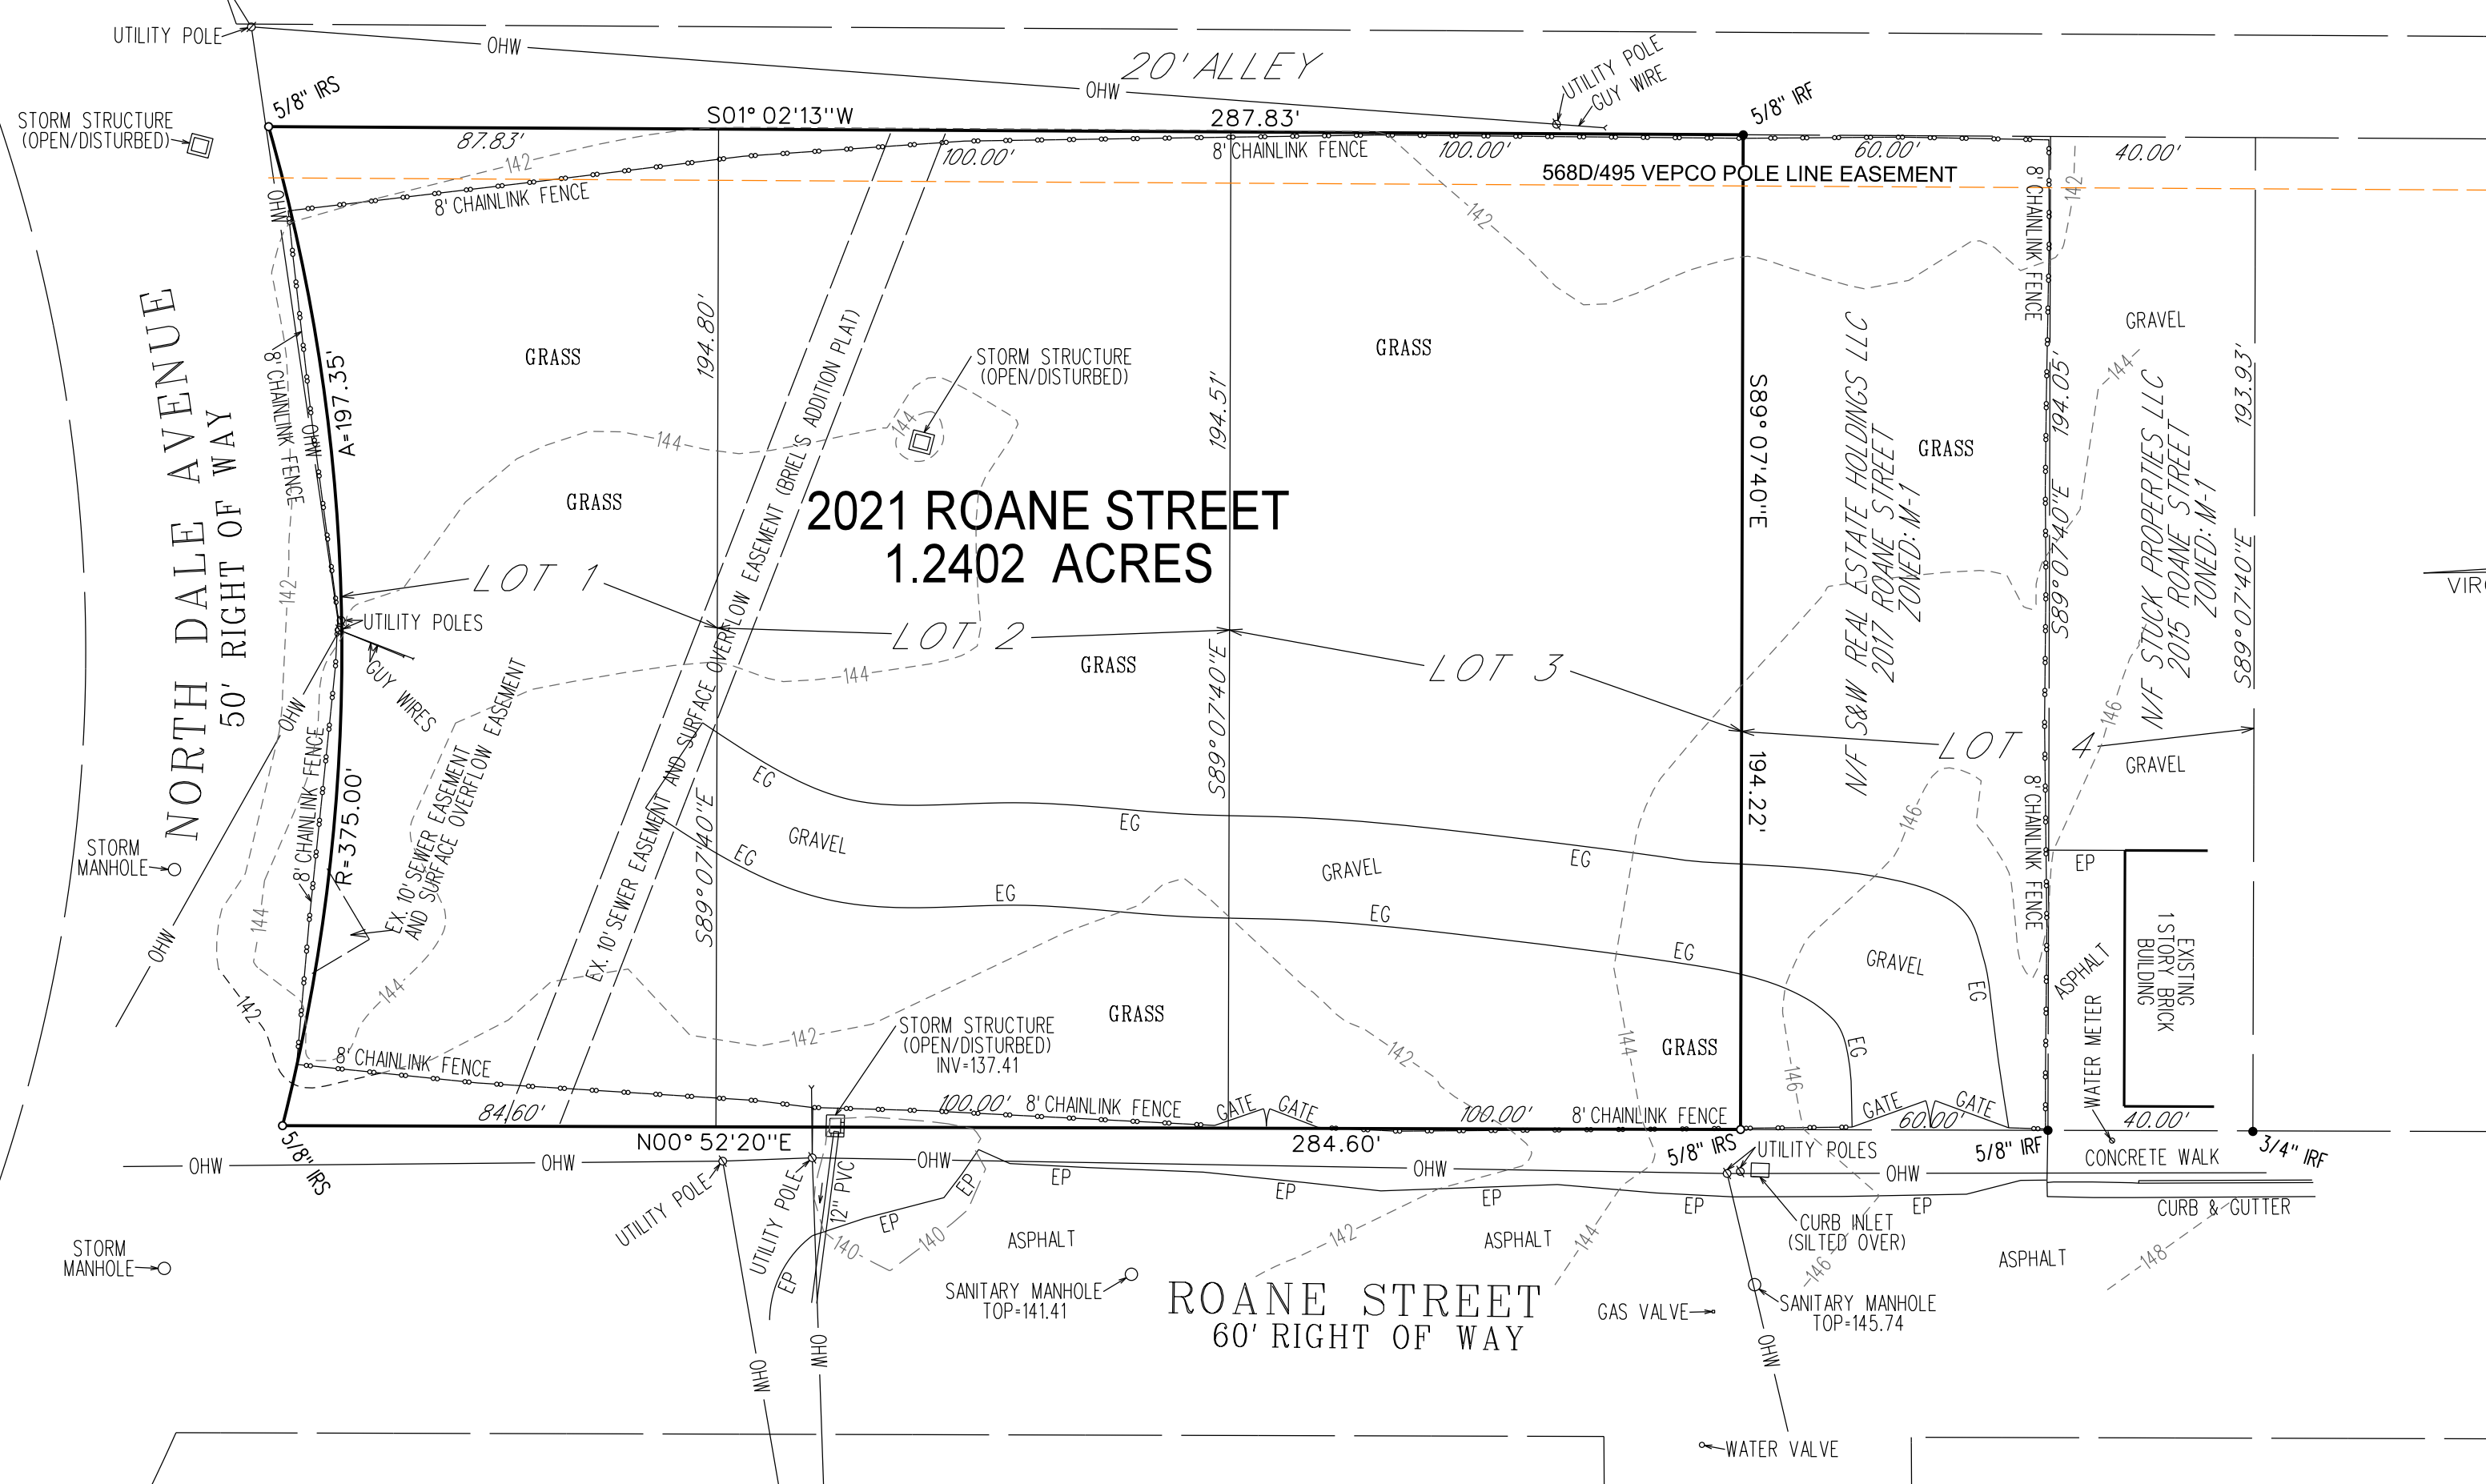 UTILITY POLE
OHW
20' ALLEY
OHW
UTILITY POLE
GUY WIRE
5/8" IRS
5/8" IRF
STORM STRUCTURE
(OPEN/DISTURBED)
S01° 02'13"W
287.83'
87.83'
142
100.00'
8' CHAINLINK FENCE
100.00'
60.00'
40.00'
568D/495 VEPCO POLE LINE EASEMENT
8' CHAINLINK FENCE
OHW
142
142
8' CHAINLINK FENCE
NORTH DALE AVENUE
50' RIGHT OF WAY
8' CHAINLINK FENCE
OHW
A=197.35'
142
GRASS
194.80'
EX. 10' SEWER EASEMENT AND SURFACE OVERFLOW EASEMENT (BRIEL'S ADDITION PLAT)
STORM STRUCTURE
(OPEN/DISTURBED)
194.51'
GRASS
S89° 07'40"E
N/F S&W REAL ESTATE HOLDINGS LLC
2017 ROANE STREET
ZONED: M-1
GRASS
194.05'
S89° 07'40"E
GRAVEL
144
N/F STUCK PROPERTIES LLC
2015 ROANE STREET
ZONED: M-1
193.93'
S89° 07'40"E
144
144
GRASS
2021 ROANE STREET
1.2402 ACRES
LOT 1
VIR
UTILITY POLES
LOT 2
GRASS
144
LOT 3
GUY WIRES
OHW
8' CHAINLINK FENCE
R=375.00'
EX. 10' SEWER EASEMENT
AND SURFACE OVERFLOW EASEMENT
S89° 07'40"E
S89° 07'40"E
194.22'
LOT 4
146
GRAVEL
EG
EG
GRAVEL
EG
EG
EG
GRAVEL
EG
EG
146
8' CHAINLINK FENCE
STORM
MANHOLE
144
OHW
144
142
EP
EXISTING
1 STORY BRICK
BUILDING
ASPHALT
WATER METER
GRAVEL
EG
EG
GRASS
STORM STRUCTURE
(OPEN/DISTURBED)
INV=137.41
142
142
144
GRASS
146
8' CHAINLINK FENCE
84.60'
100.00'
8' CHAINLINK FENCE
GATE
GATE
100.00'
8' CHAINLINK FENCE
GATE
60.00'
GATE
40.00'
5/8" IRS
N00° 52'20"E
284.60'
5/8" IRS
UTILITY POLES
5/8" IRF
CONCRETE WALK
3/4" IRF
OHW
OHW
OHW
OHW
OHW
UTILITY POLE
UTILITY POLE
12" PVC
EP
EP
EP
EP
EP
EP
EP
EP
140
140
CURB INLET
(SILTED OVER)
CURB & GUTTER
STORM
MANHOLE
ASPHALT
142
ASPHALT
144
146
ASPHALT
148
SANITARY MANHOLE
TOP=141.41
ROANE STREET
60' RIGHT OF WAY
GAS VALVE
SANITARY MANHOLE
TOP=145.74
OHW
OHW
OHW
WATER VALVE